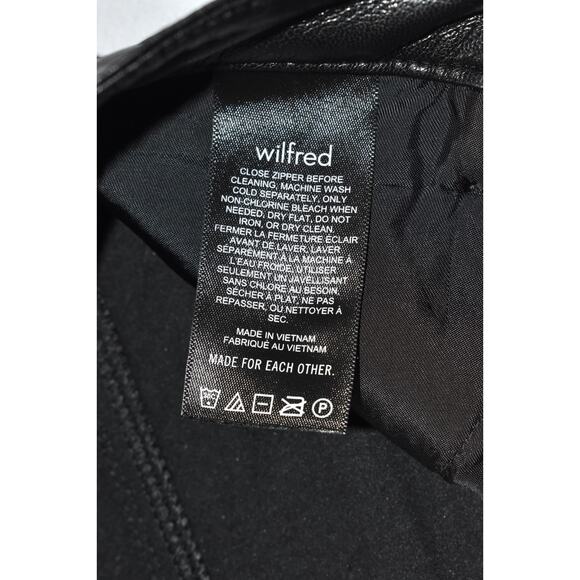 wilfred
CLOSE ZIPPER BEFORE
CLEANING, MACHINE WASH
COLD SEPARATELY, ONLY
NON-CHLORINE BLEACH WHEN
NEEDED, DRY FLAT, DO NOT
IRON, OR DRY CLEAN.
FERMER LA FERMETURE ÉCLAIR
AVANT DE LAVER, LAVER
SÉPARÉMENT À LA MACHINE À
L'EAU FROIDE, UTILISER
SEULEMENT UN JAVELLISANT
SANS CHLORE AU BESOIN,
SÉCHER À PLAT, NE PAS
REPASSER, OU NETTOYER À
SEC.
MADE IN VIETNAM
FABRIQUÉ AU VIETNAM
MADE FOR EACH OTHER.
30° P